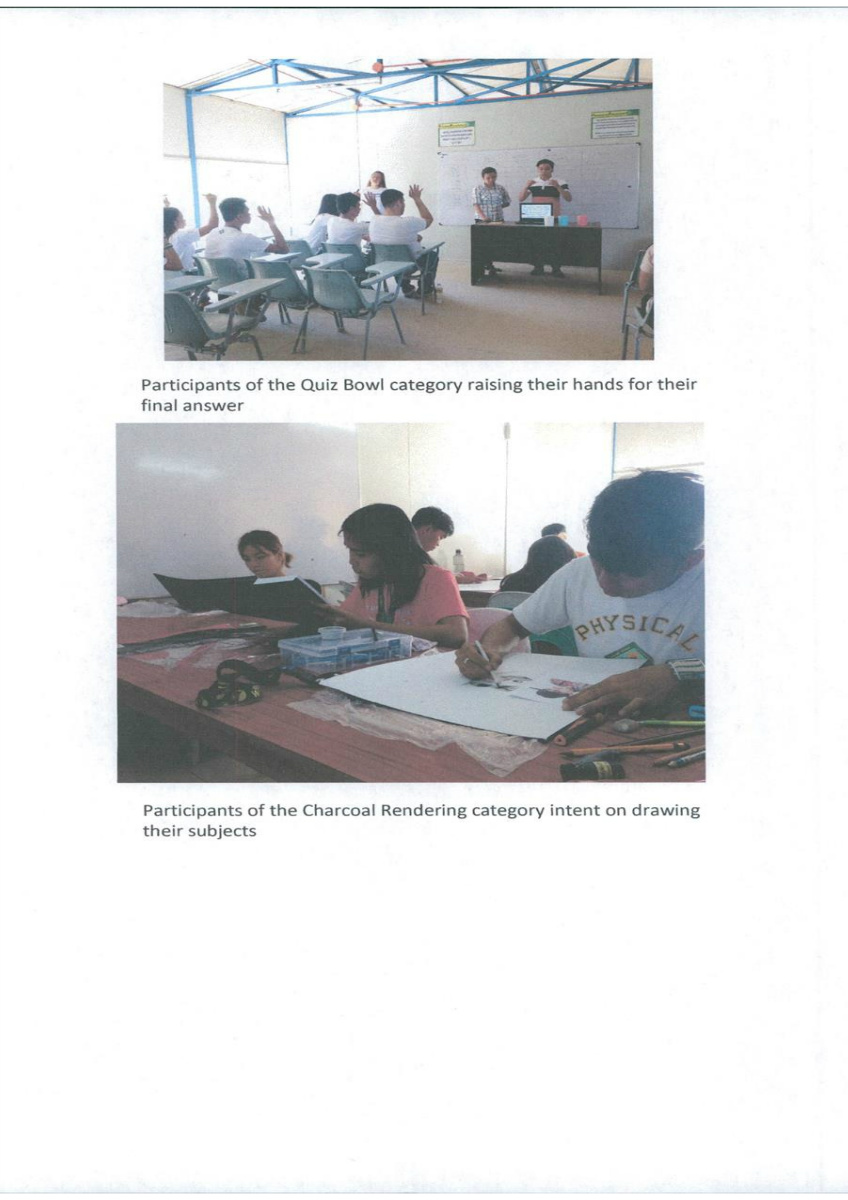 Participants of the Quiz Bowl category raising their hands for their
final answer
PHYSICAL
Participants of the Charcoal Rendering category intent on drawing
their subjects